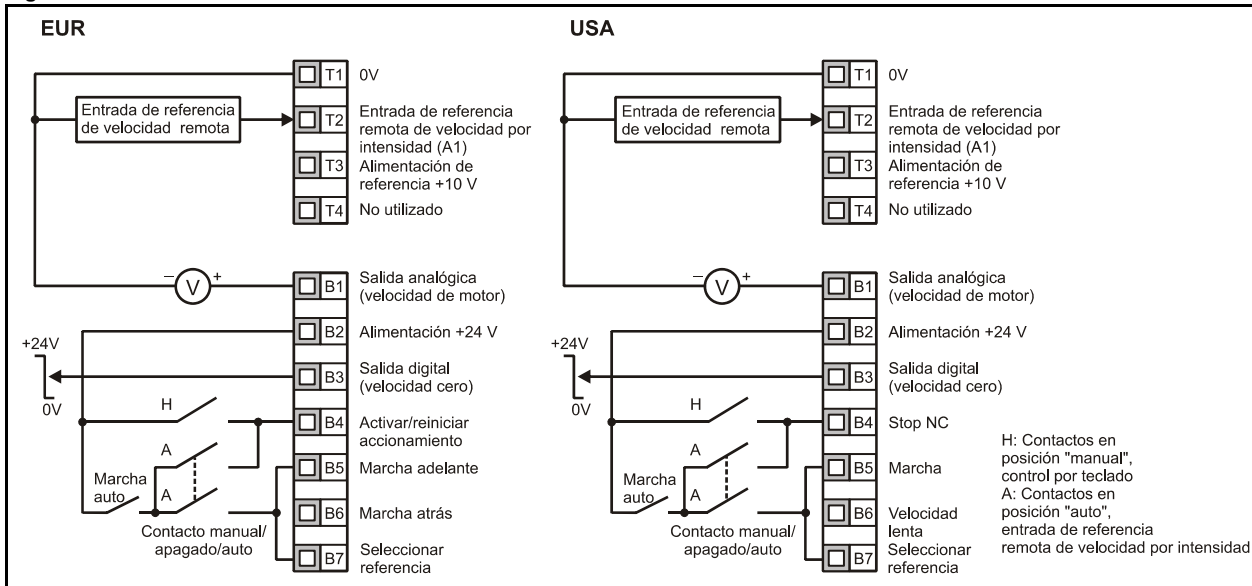 EUR
T1
0V
Entrada de referencia
de velocidad remota
T2
Entrada de referencia
remota de velocidad por
intensidad (A1)
T3
Alimentación de
referencia +10 V
T4
No utilizado
– V +
B1
Salida analógica
(velocidad de motor)
B2
Alimentación +24 V
+24V
0V
B3
Salida digital
(velocidad cero)
H
B4
Activar/reiniciar
accionamiento
A
B5
Marcha adelante
Marcha
auto
A
B6
Marcha atrás
Contacto manual/
apagado/auto
B7
Seleccionar
referencia
USA
T1
0V
Entrada de referencia
de velocidad remota
T2
Entrada de referencia
remota de velocidad por
intensidad (A1)
T3
Alimentación de
referencia +10 V
T4
No utilizado
– V +
B1
Salida analógica
(velocidad de motor)
B2
Alimentación +24 V
+24V
0V
B3
Salida digital
(velocidad cero)
H
B4
Stop NC
A
B5
Marcha
Marcha
auto
A
B6
Velocidad
lenta
Contacto manual/
apagado/auto
B7
Seleccionar
referencia
H: Contactos en
posición "manual",
control por teclado
A: Contactos en
posición "auto",
entrada de referencia
remota de velocidad por intensidad